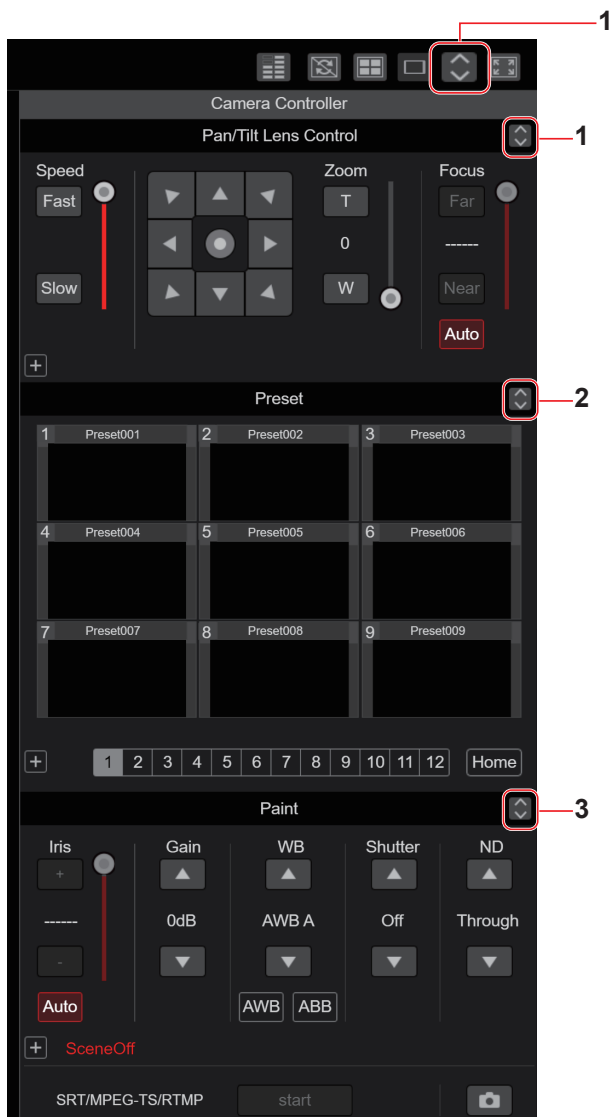 1
Camera Controller
Pan/Tilt Lens Control
1
Speed Zoom Focus
Fast T Far
0 ------
Slow W Near
Auto
+
Preset
2
1 Preset001 2 Preset002 3 Preset003
4 Preset004 5 Preset005 6 Preset006
7 Preset007 8 Preset008 9 Preset009
+ 1 2 3 4 5 6 7 8 9 10 11 12 Home
Paint
3
Iris Gain WB Shutter ND
+
------ 0dB AWB A Off Through
-
Auto AWB ABB
+ SceneOff
SRT/MPEG-TS/RTMP start